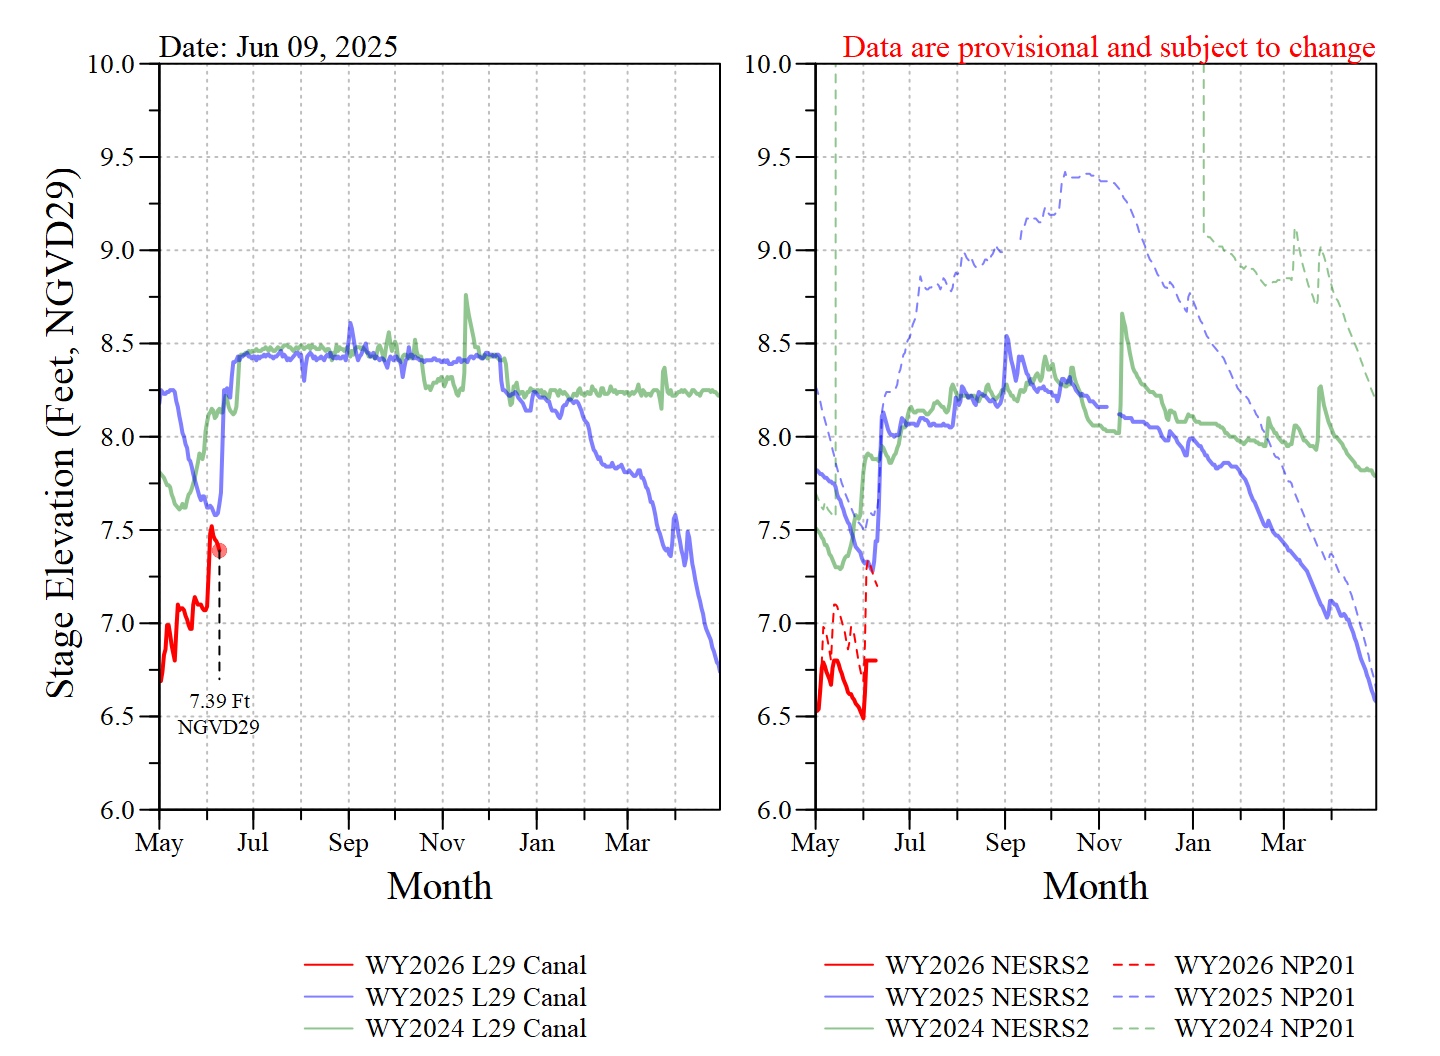 Date: Jun 09, 2025
Data are provisional and subject to change
Stage Elevation (Feet, NGVD29)
10.0
9.5
9.0
8.5
8.0
7.5
7.0
6.5
6.0
7.39 Ft
NGVD29
May Jul Sep Nov Jan Mar
Month
10.0
9.5
9.0
8.5
8.0
7.5
7.0
6.5
6.0
May Jul Sep Nov Jan Mar
Month
WY2026 L29 Canal
WY2025 L29 Canal
WY2024 L29 Canal
WY2026 NESRS2 WY2026 NP201
WY2025 NESRS2 WY2025 NP201
WY2024 NESRS2 WY2024 NP201